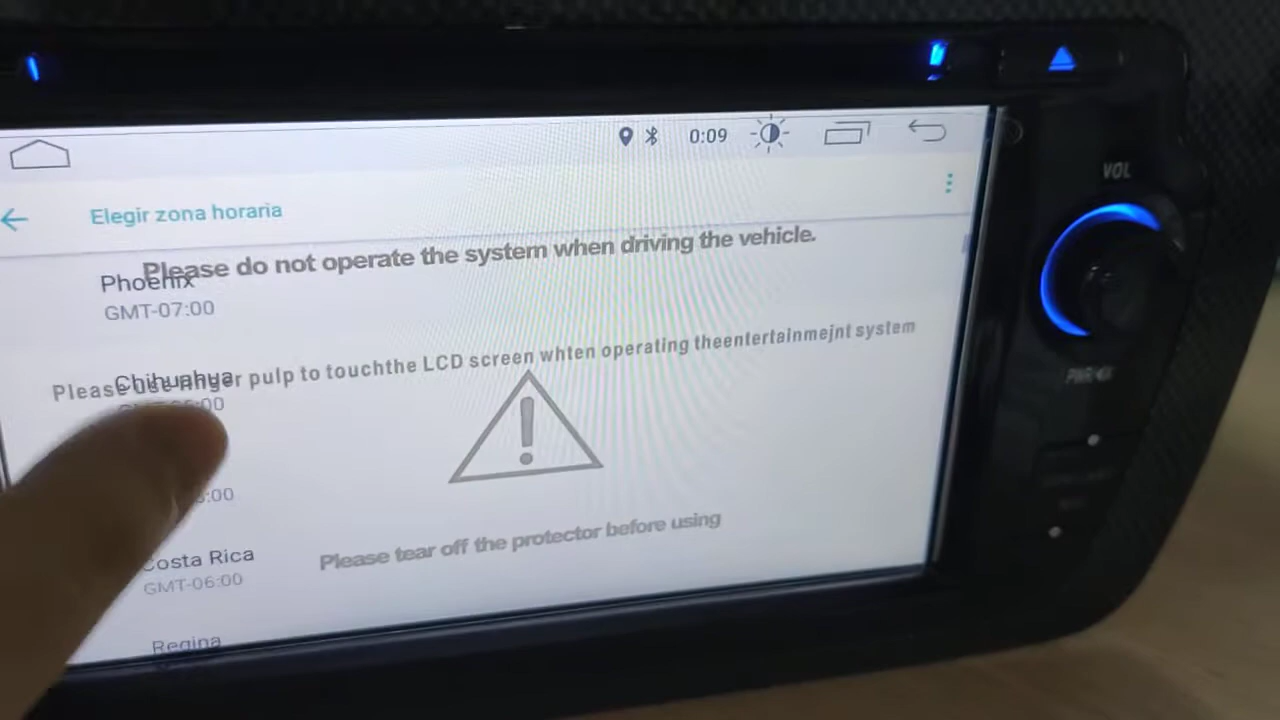 0:09
VOL
Elegir zona horaria
Please do not operate the system when driving the vehicle.
Phoenix
GMT-07:00
Please use finger pulp to touchthe LCD screen whten operating theentertainmejnt system
Chihuahua
:00
:00
Costa Rica
GMT-06:00
Please tear off the protector before using
Regina